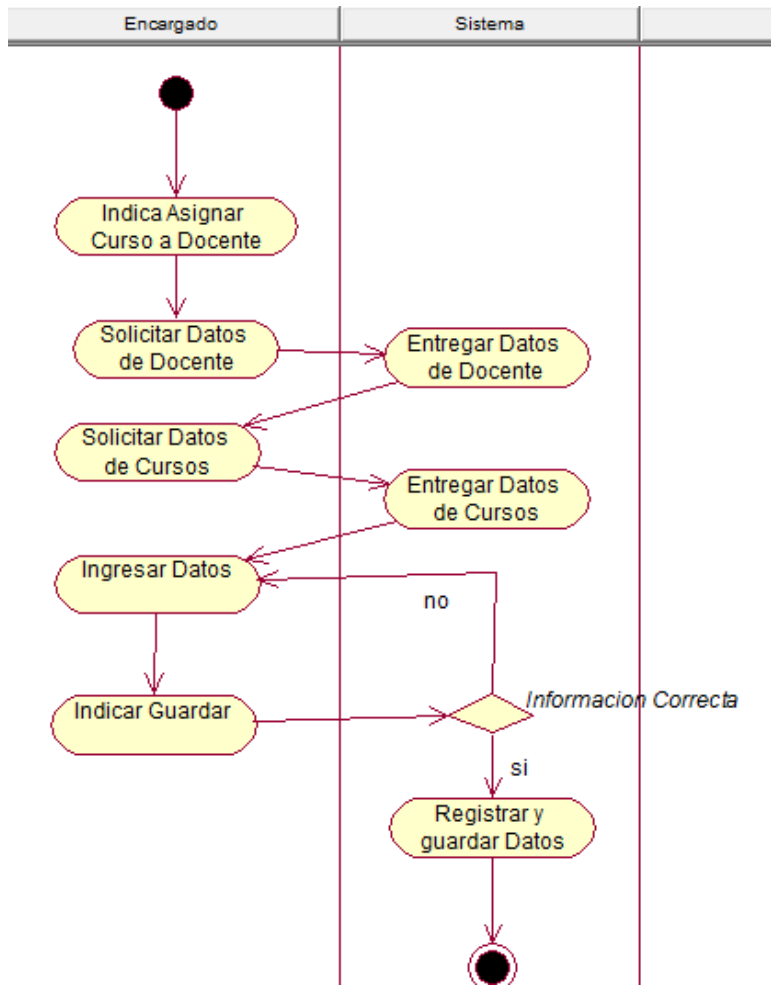 Encargado
Sistema
Indica Asignar
Curso a Docente
Solicitar Datos
de Docente
Entregar Datos
de Docente
Solicitar Datos
de Cursos
Entregar Datos
de Cursos
Ingresar Datos
no
Indicar Guardar
Informacion Correcta
si
Registrar y
guardar Datos